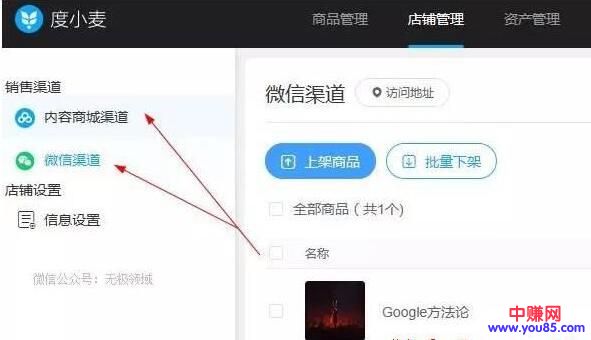 度小麦
商品管理
店铺管理
资产管理
销售渠道
内容商城渠道
微信渠道
店铺设置
信息设置
微信公众号：无极领域
微信渠道
访问地址
上架商品
批量下架
全部商品（共1个）
名称
Google方法论
中赚网
www.you85.com